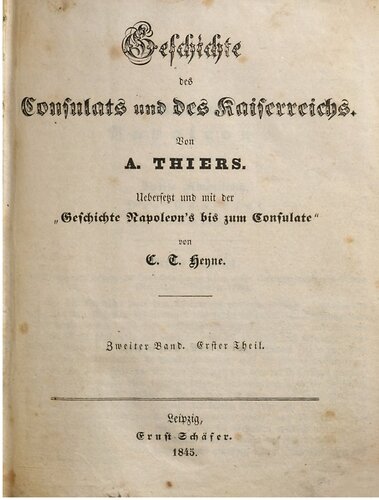 Geschichte
des
Consulats und des Kaiserreichs.
Von
A. THIERS.
Uebersetzt und mit der
„Geschichte Napoleon's bis zum Consulate“
von
C. T. Heyne.
Zweiter Band. Erster Theil.
Leipzig,
Ernst Schäfer.
1845.